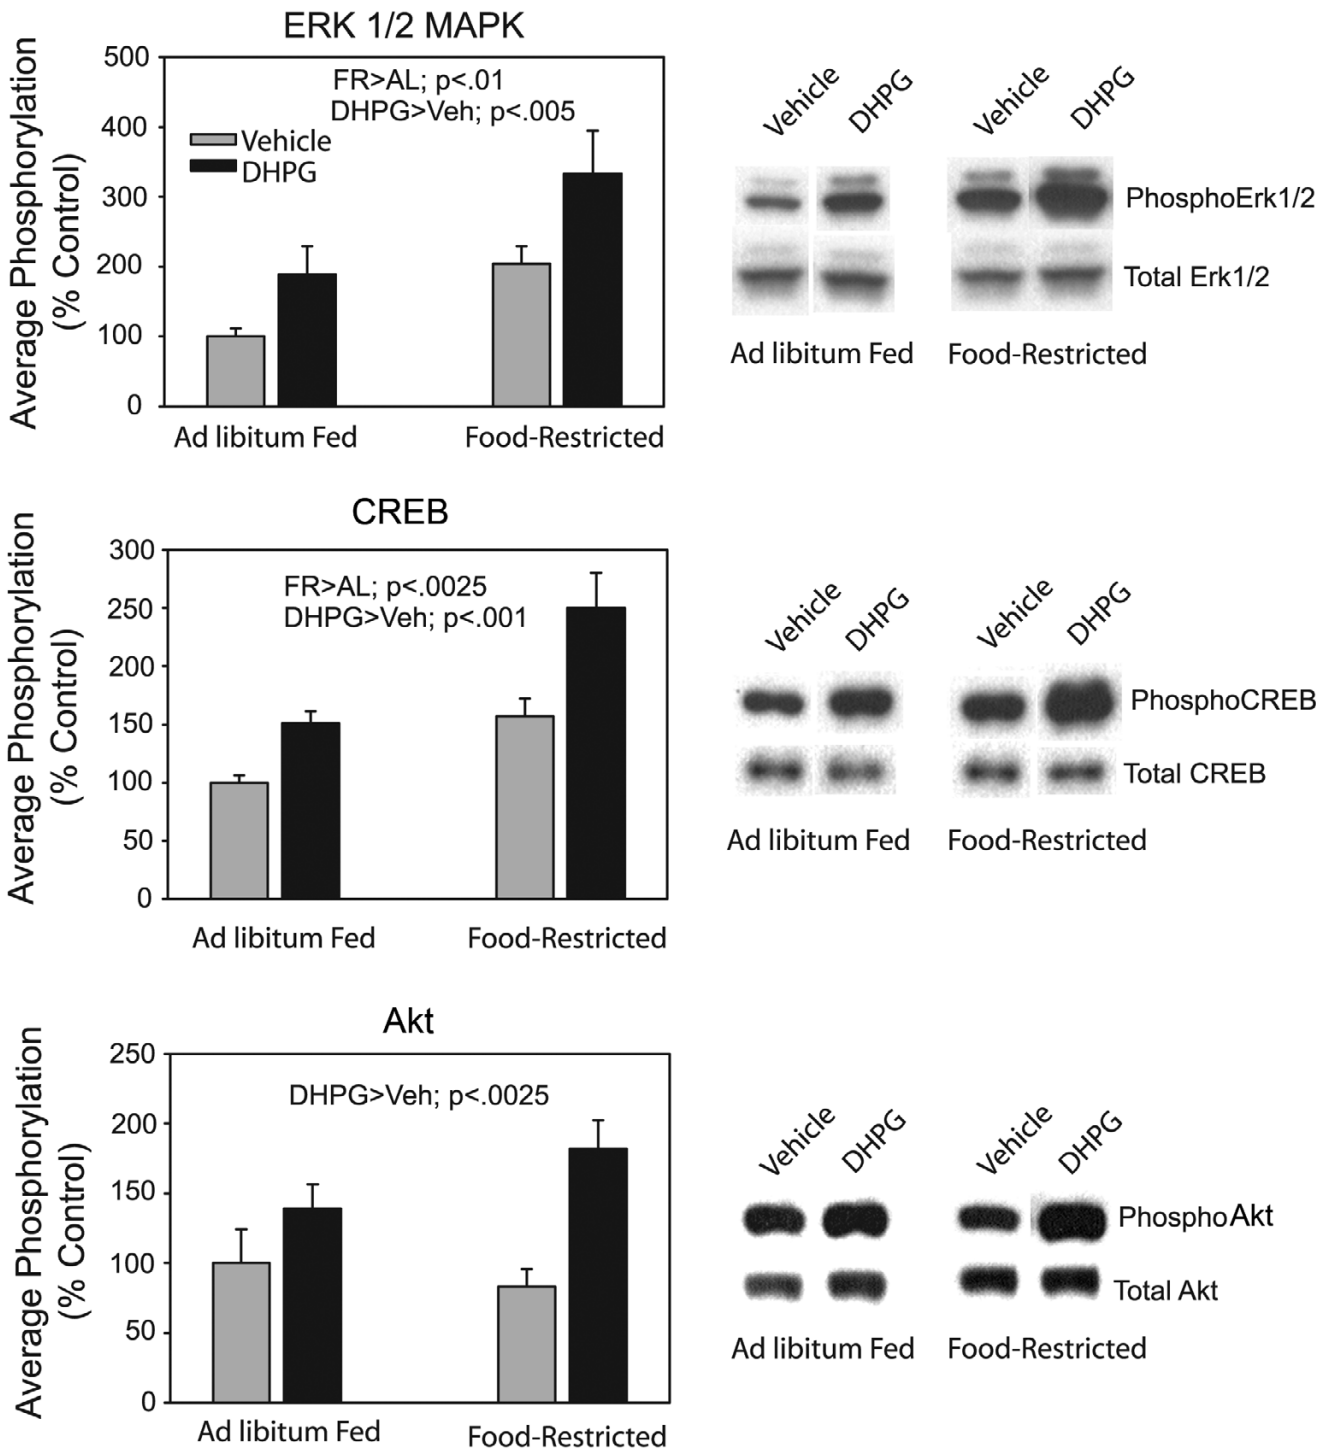 ERK 1/2 MAPK
Average Phosphorylation
(% Control)
500
400
300
200
100
0
FR>AL; p<.01
DHPG>Veh; p<.005
Vehicle
DHPG
Ad libitum Fed
Food-Restricted
Vehicle
DHPG
Vehicle
DHPG
PhosphoErk1/2
Total Erk1/2
Ad libitum Fed
Food-Restricted
CREB
Average Phosphorylation
(% Control)
300
250
200
150
100
50
0
FR>AL; p<.0025
DHPG>Veh; p<.001
Ad libitum Fed
Food-Restricted
Vehicle
DHPG
Vehicle
DHPG
PhosphoCREB
Total CREB
Ad libitum Fed
Food-Restricted
Akt
Average Phosphorylation
(% Control)
250
200
150
100
50
0
DHPG>Veh; p<.0025
Ad libitum Fed
Food-Restricted
Vehicle
DHPG
Vehicle
DHPG
Phospho Akt
Total Akt
Ad libitum Fed
Food-Restricted